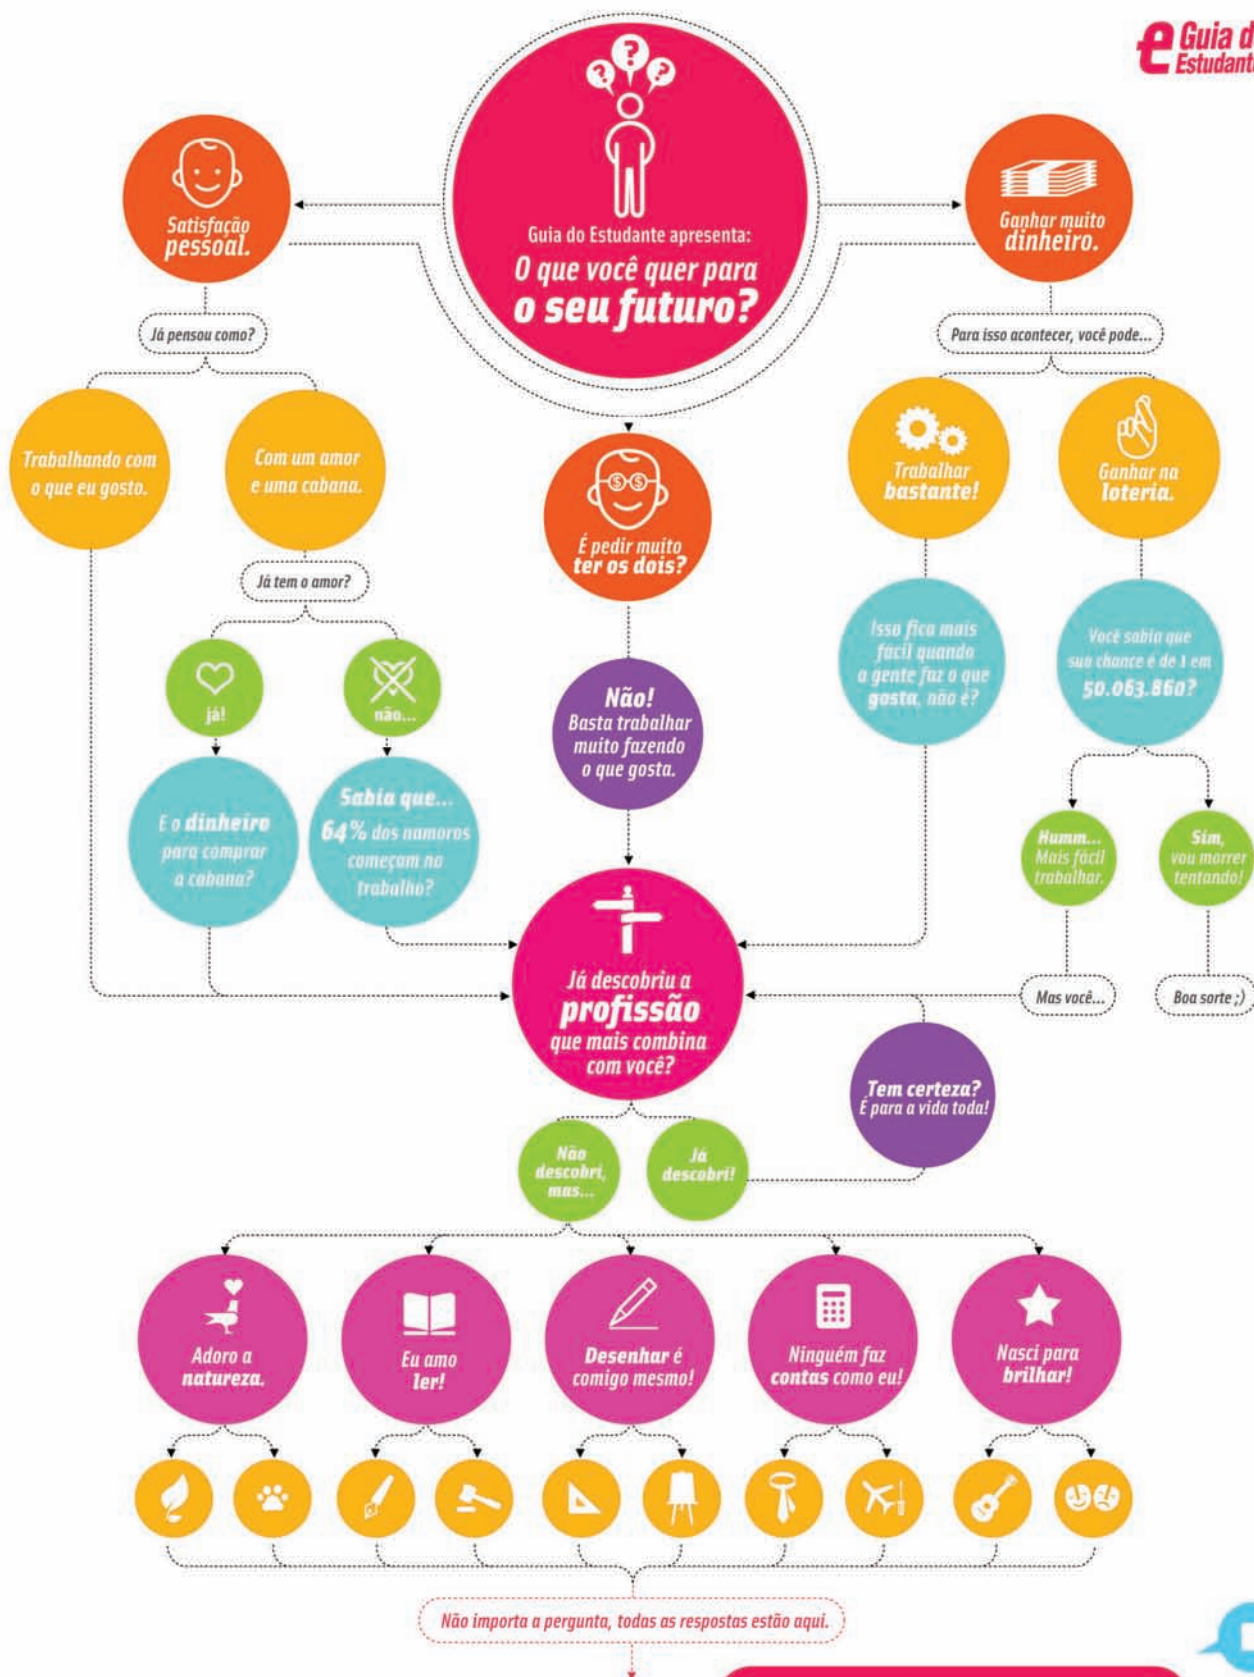 Guia d
Estudant
Guia do Estudante apresenta:
O que você quer para
o seu futuro?
Satisfação
pessoal.
Ganhar muito
dinheiro.
Já pensou como?
Para isso acontecer, você pode...
Trabalhando com
o que eu gosto.
Com um amor
e uma cabana.
É pedir muito
ter os dois?
Trabalhar
bastante!
Ganhar na
loteria.
Já tem o amor?
já!
não...
Não!
Basta trabalhar
muito fazendo
o que gosta.
Isso fica mais
fácil quando
a gente faz o que
gosta, não é?
Você sabia que
sua chance é de 1 em
50.063.860?
E o dinheiro
para comprar
a cabana?
Sabia que...
64% dos namoros
começam no
trabalho?
Humm...
Mais fácil
trabalhar.
Sim,
vou morrer
tentando!
Já descobriu a
profissão
que mais combina
com você?
Mas você...
Boa sorte ;)
Tem certeza?
É para a vida toda!
Não
descobri,
mas...
Já
descobri!
Adoro a
natureza.
Eu amo
ler!
Desenhar é
comigo mesmo!
Ninguém faz
contas como eu!
Nasci para
brilhar!
Não importa a pergunta, todas as respostas estão aqui.